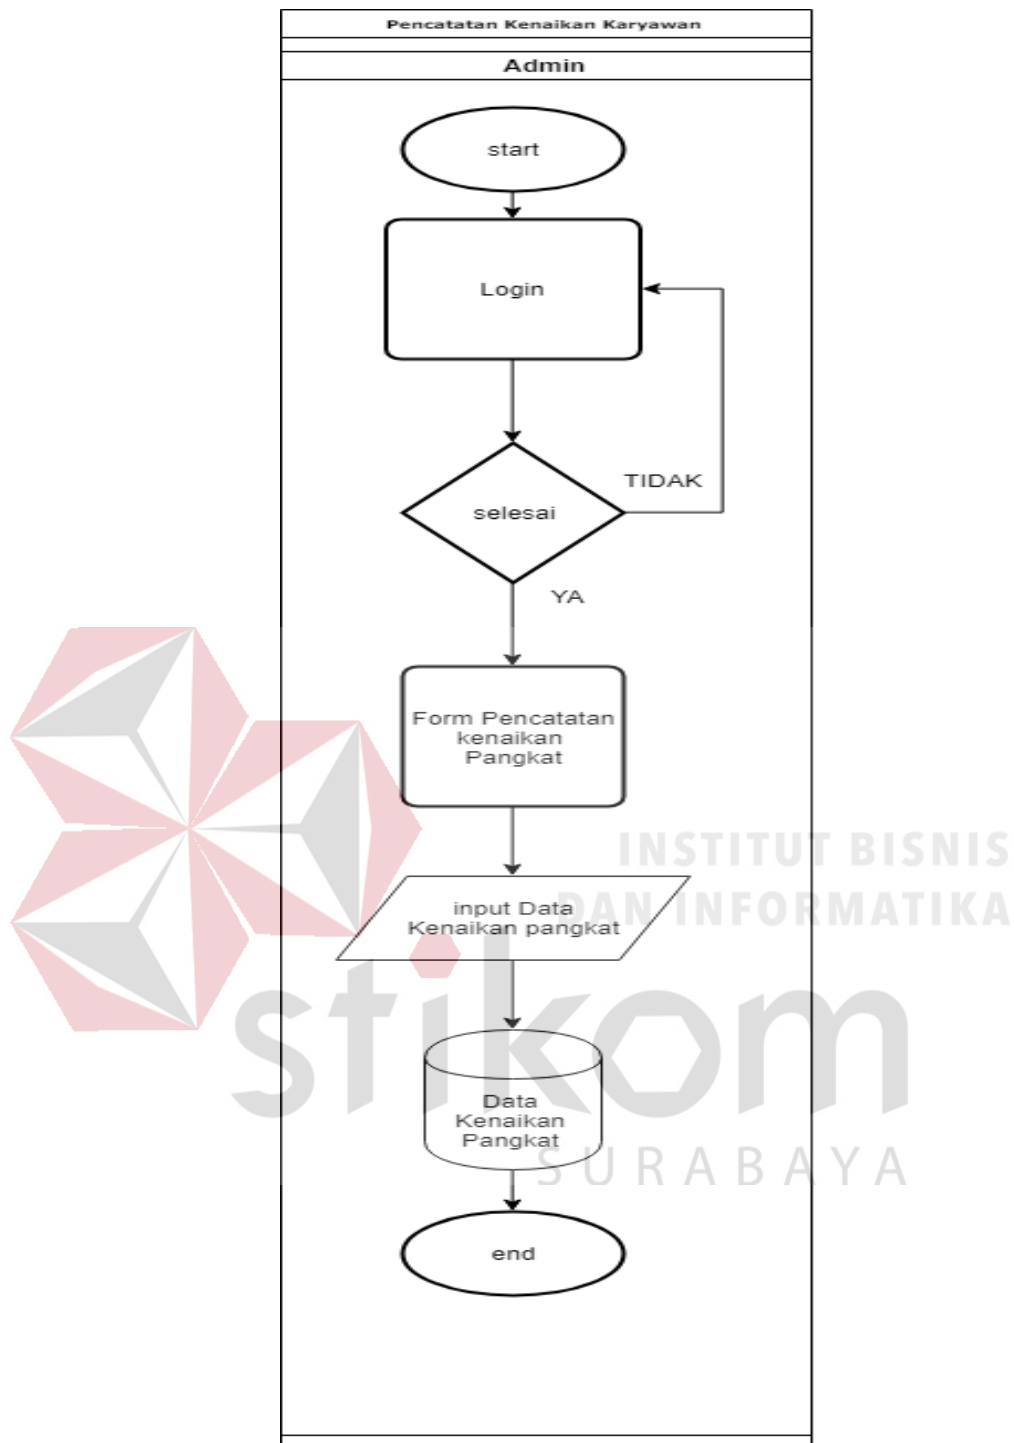 Pencatatan Kenaikan Karyawan
Admin
start
Login
TIDAK
selesai
YA
Form Pencatatan
kenaikan
Pangkat
INSTITUT BISNIS
DAN INFORMATIKA
input Data
Kenaikan pangkat
stikom
Data
Kenaikan
Pangkat
SURABAYA
end